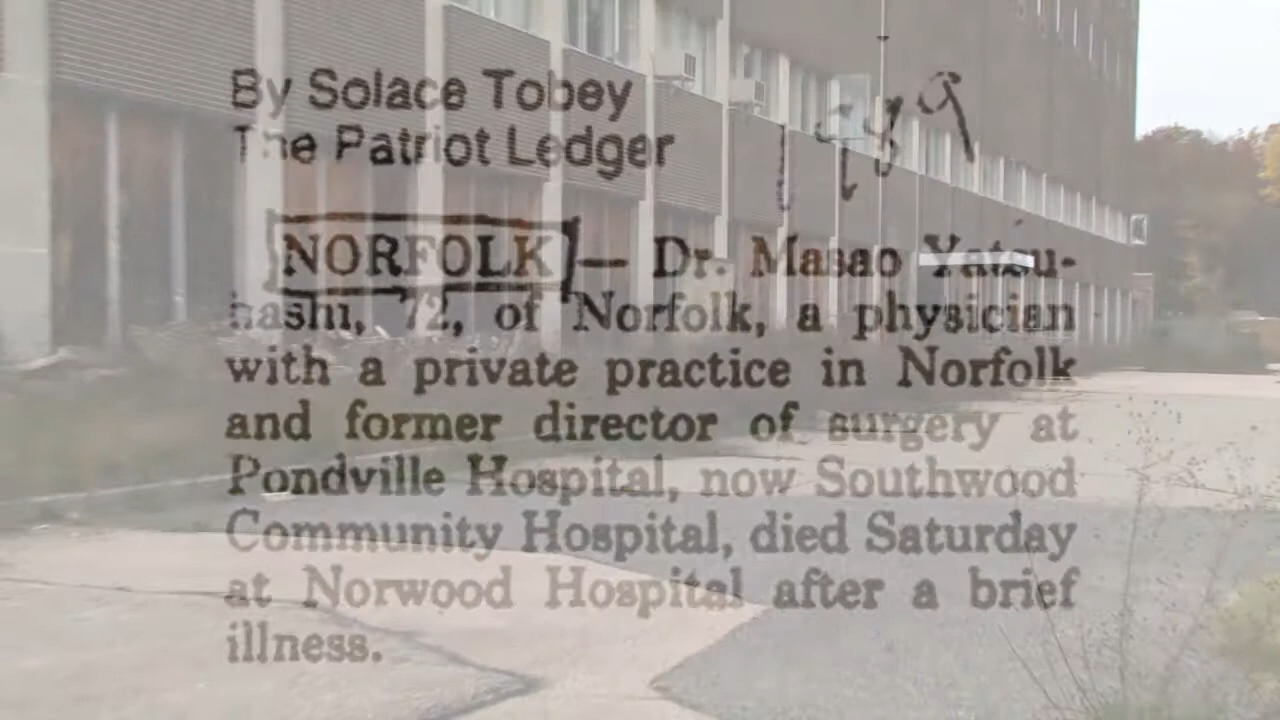 By Solace Tobey
The Patriot Ledger
1989
NORFOLK — Dr. Masao Yatsu-
hashi, 72, of Norfolk, a physician
with a private practice in Norfolk
and former director of surgery at
Pondville Hospital, now Southwood
Community Hospital, died Saturday
at Norwood Hospital after a brief
illness.